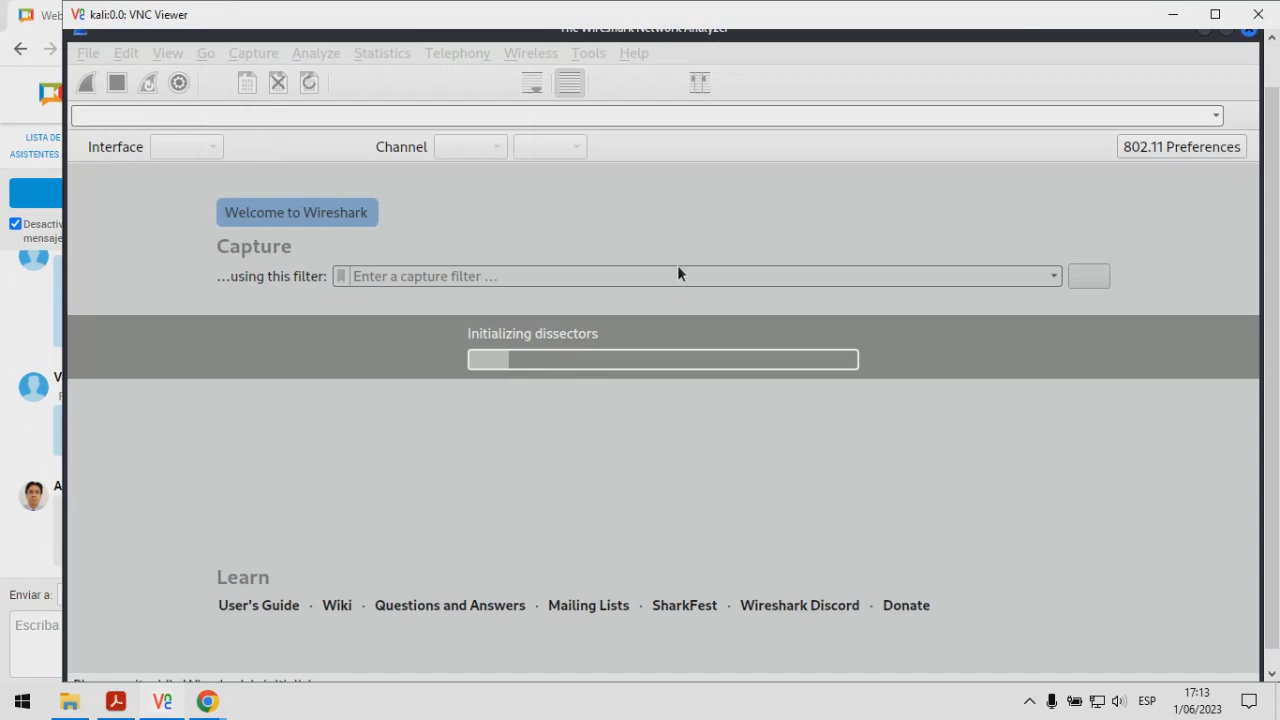 Web
kali:0.0: VNC Viewer
The Wireshark Network Analyzer
File Edit View Go Capture Analyze Statistics Telephony Wireless Tools Help
LISTA DE
ASISTENTES
Interface
Channel
802.11 Preferences
Desactiv
mensaje
Welcome to Wireshark
Capture
...using this filter:
Enter a capture filter ...
Initializing dissectors
V
A
Learn
User's Guide · Wiki · Questions and Answers · Mailing Lists · SharkFest · Wireshark Discord · Donate
Enviar a:
Escriba
ESP
17:13
1/06/2023